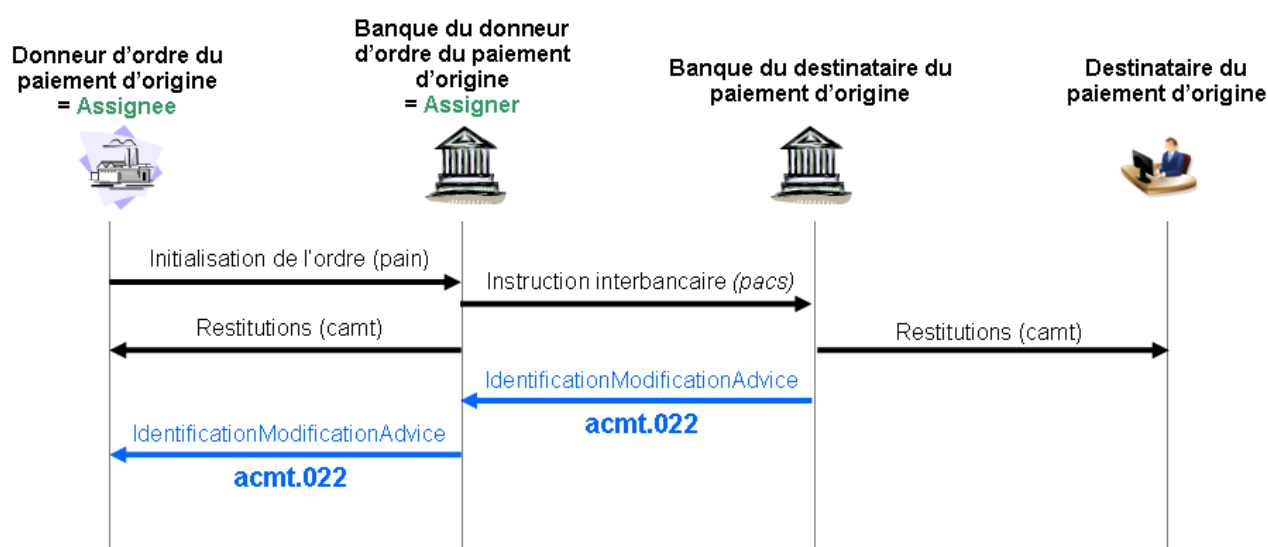 Donneur d'ordre du
paiement d'origine
= Assignee
Banque du donneur
d'ordre du paiement
d'origine
= Assigner
Banque du destinataire du
paiement d'origine
Destinataire du
paiement d'origine
Initialisation de l'ordre (pain)
Instruction interbancaire (pacs)
Restitutions (camt)
Restitutions (camt)
IdentificationModificationAdvice
acmt.022
IdentificationModificationAdvice
acmt.022